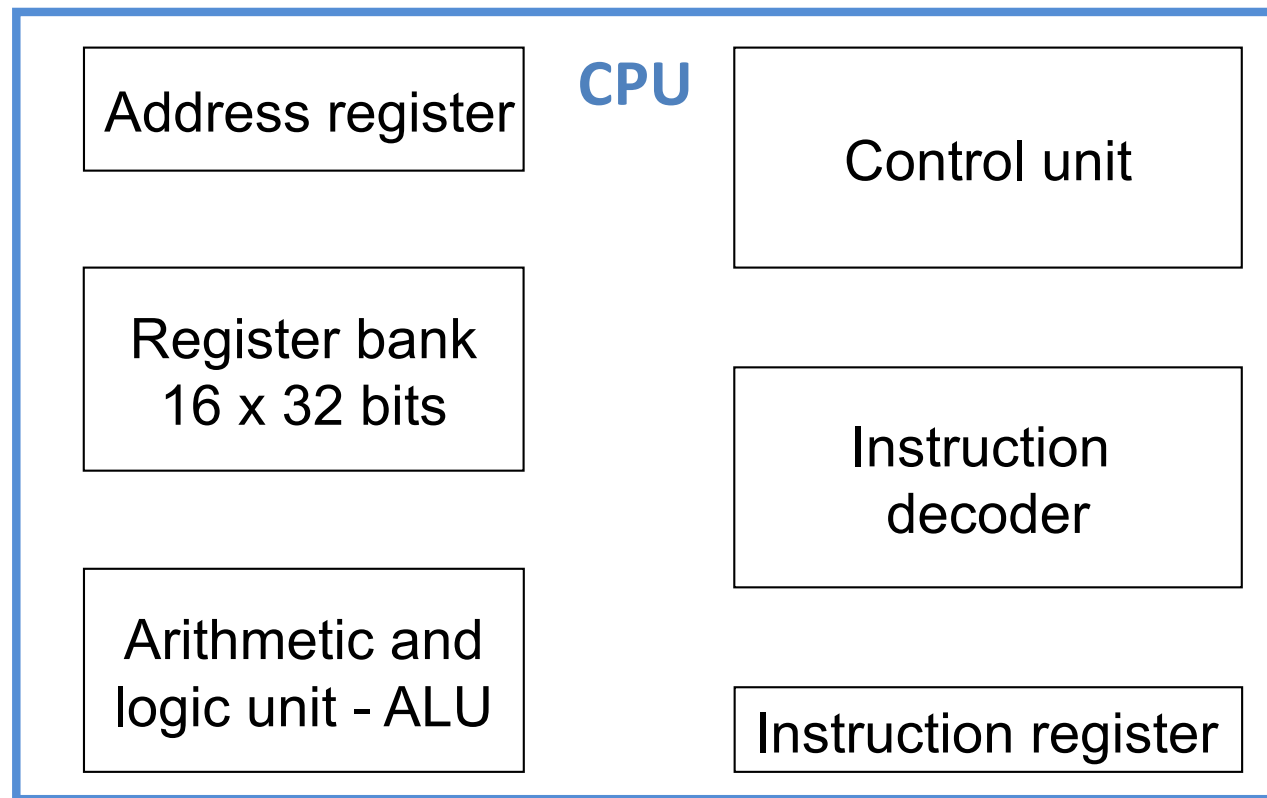 CPU
Address register
Register bank
16 x 32 bits
Arithmetic and
logic unit - ALU
Control unit
Instruction
decoder
Instruction register